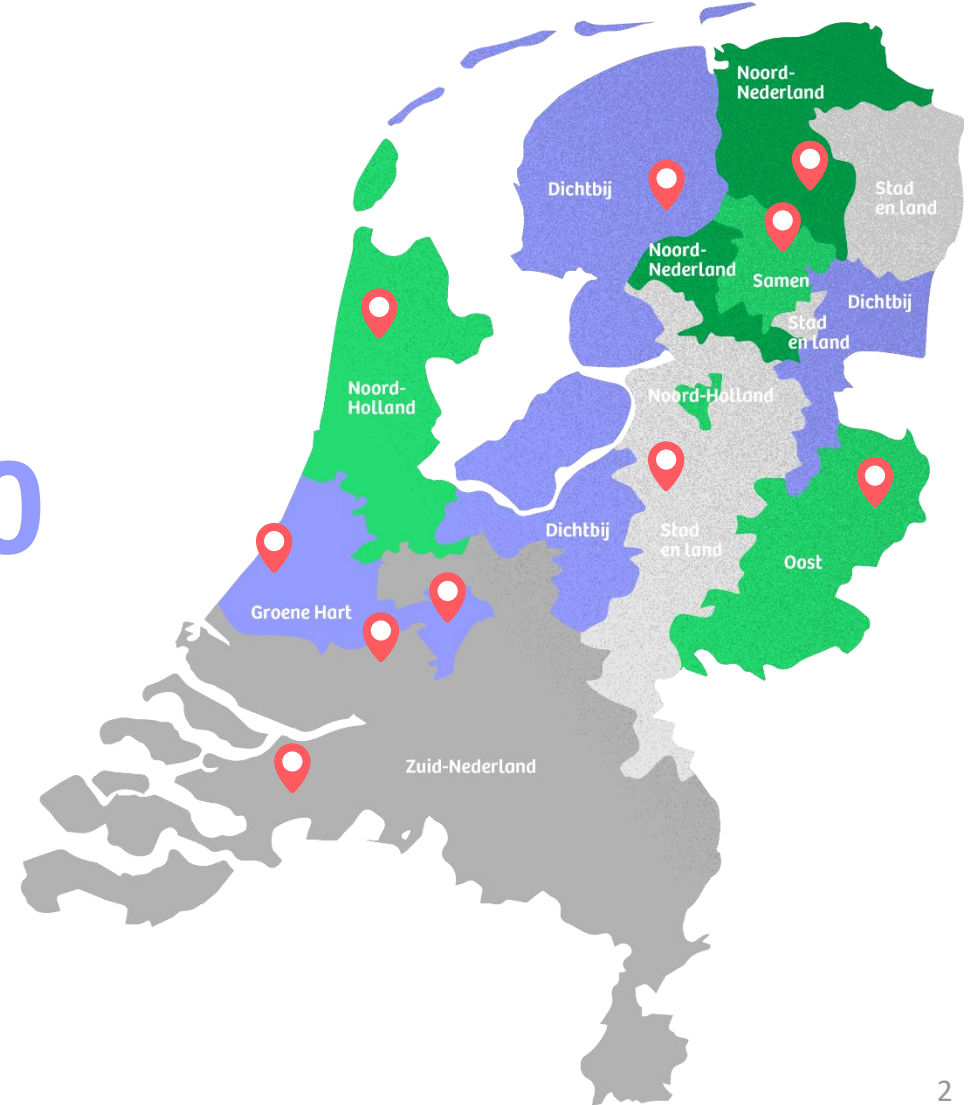 Noord-
Nederland
Dichtbij
Stad
en land
Noord-
Nederland
Samen
Dichtbij
Stad
en land
Noord-
Holland
Noord-Holland
Dichtbij
Stad
en land
Oost
Groene Hart
Zuid-Nederland
0
2